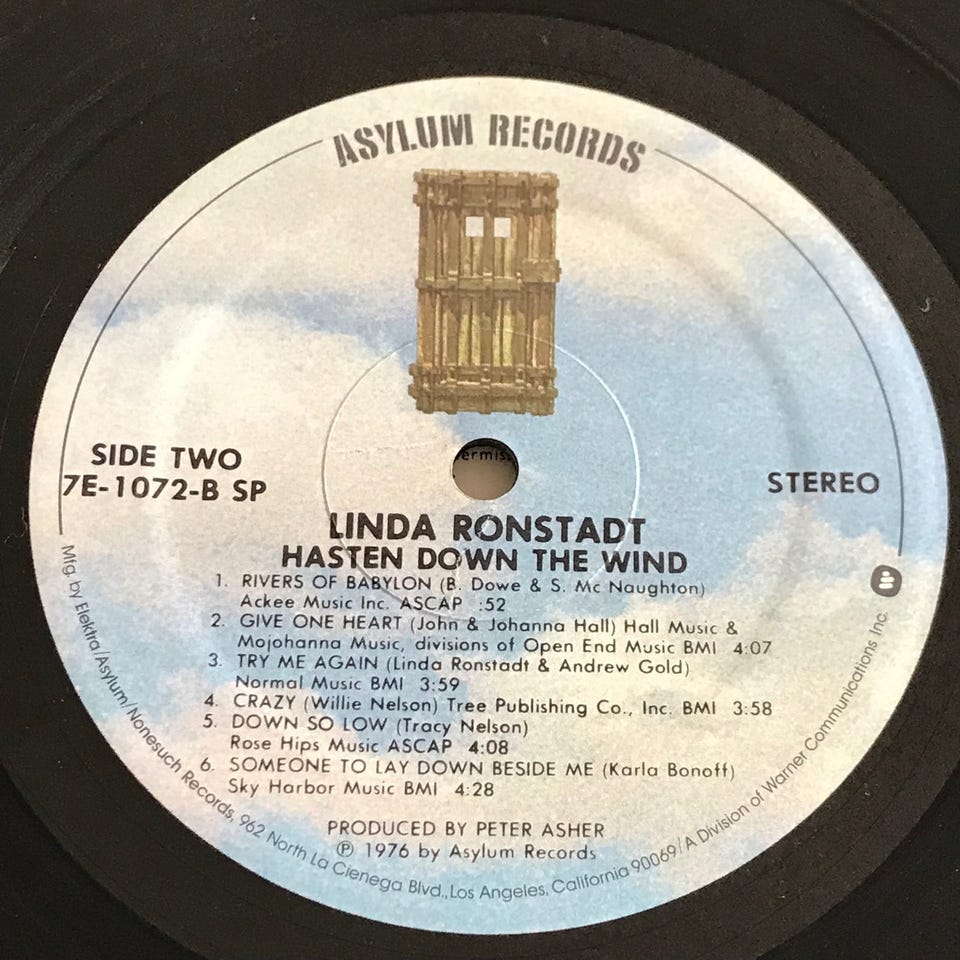 ASYLUM RECORDS
ermis
SIDE TWO
7E-1072-B SP
STEREO
LINDA RONSTADT
HASTEN DOWN THE WIND
1. RIVERS OF BABYLON (B. Dowe & S. Mc Naughton)
Ackee Music Inc. ASCAP :52
2. GIVE ONE HEART (John & Johanna Hall) Hall Music &
Mojohanna Music, divisions of Open End Music BMI 4:07
3. TRY ME AGAIN (Linda Ronstadt & Andrew Gold)
Normal Music BMI 3:59
4. CRAZY (Willie Nelson) Tree Publishing Co., Inc. BMI 3:58
5. DOWN SO LOW (Tracy Nelson)
Rose Hips Music ASCAP 4:08
6. SOMEONE TO LAY DOWN BESIDE ME (Karla Bonoff)
Sky Harbor Music BMI 4:28
PRODUCED BY PETER ASHER
℗ 1976 by Asylum Records
Mfg. by Elektra/Asylum/Nonesuch Records, 962 North La Cienega Blvd., Los Angeles, California 90069/A Division of Warner Communications Inc.